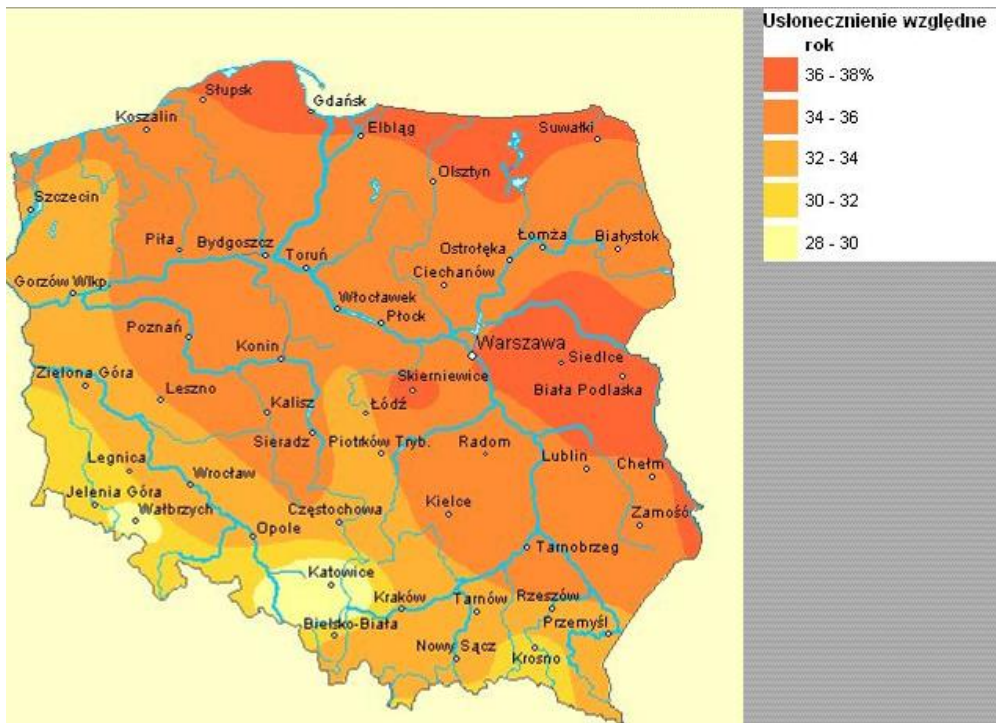 Usłonecznienie względne
rok
36 - 38%
34 - 36
32 - 34
30 - 32
28 - 30
Słupsk
Gdańsk
Koszalin
Elbląg
Suwałki
Olsztyn
Szczecin
Piła
Bydgoszcz
Toruń
Ostrołęka
Łomża
Białystok
Ciechanów
Gorzów Wlkp.
Włocławek
Płock
Poznań
Konin
Warszawa
Siedlce
Zielona Góra
Leszno
Skierniewice
Biała Podlaska
Kalisz
Łódź
Sieradz
Piotrków Tryb.
Radom
Lublin
Chełm
Legnica
Wrocław
Jelenia Góra
Wałbrzych
Częstochowa
Kielce
Zamość
Opole
Tarnobrzeg
Katowice
Kraków
Tarnów
Rzeszów
Bielsko-Biała
Przemyśl
Nowy Sącz
Krosno